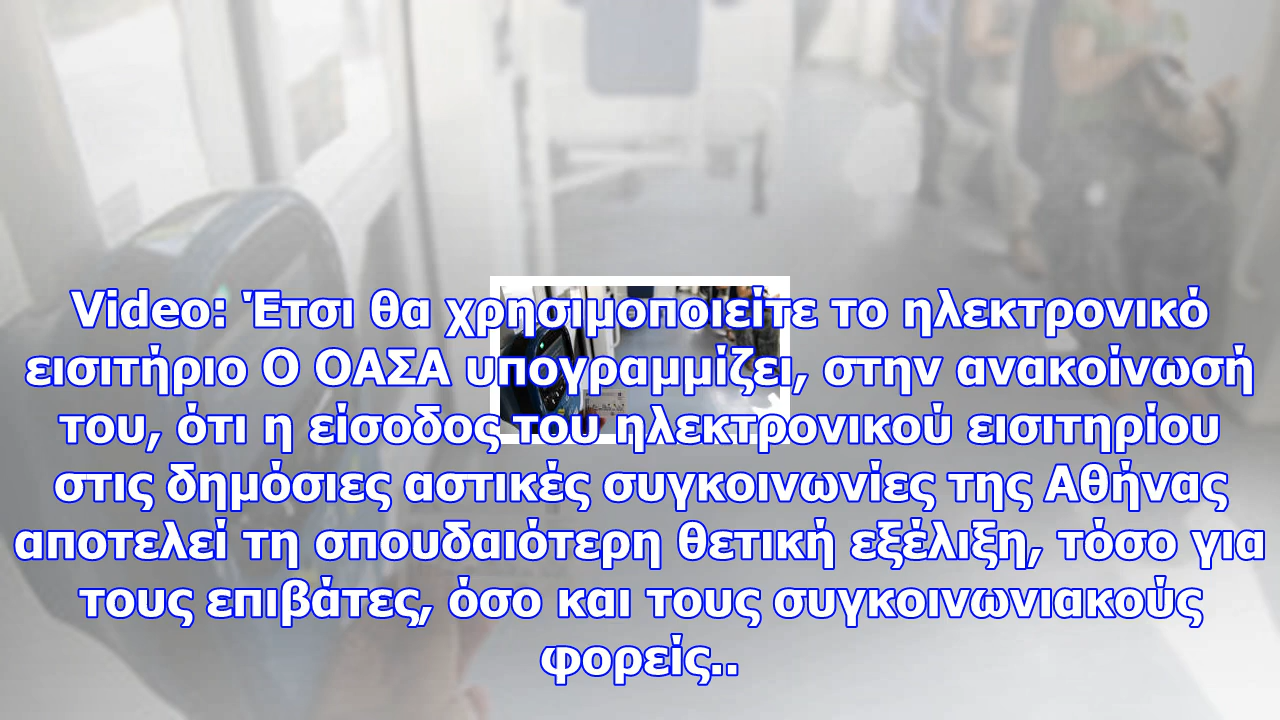 Video: Έτσι θα χρησιμοποιείτε το ηλεκτρονικό
εισιτήριο Ο ΟΑΣΑ υπογραμμίζει, στην ανακοίνωσή
του, ότι η είσοδος του ηλεκτρονικού εισιτηρίου
στις δημόσιες αστικές συγκοινωνίες της Αθήνας
αποτελεί τη σπουδαιότερη θετική εξέλιξη, τόσο για
τους επιβάτες, όσο και τους συγκοινωνιακούς
φορείς..